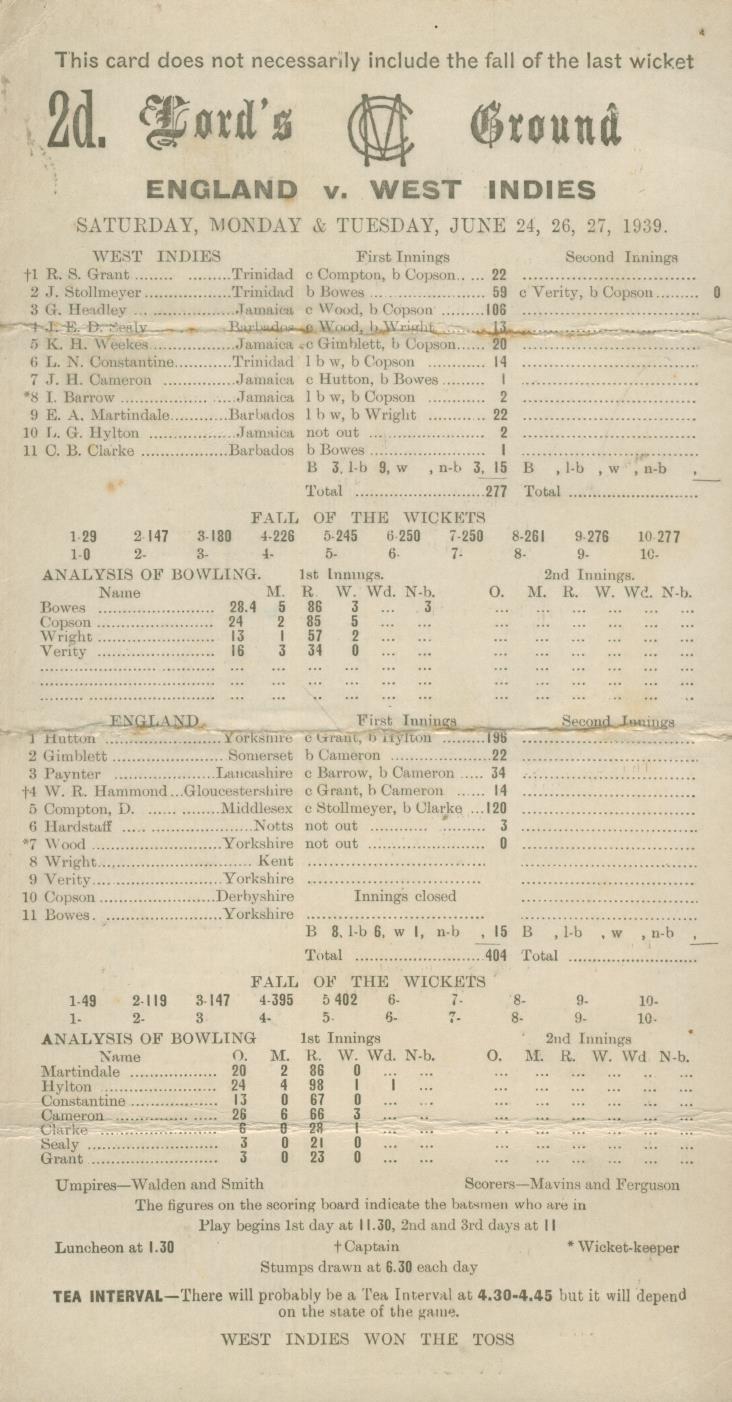 This card does not necessarily include the fall of the last wicket
2d. Lord's MCC Ground
ENGLAND v. WEST INDIES
SATURDAY, MONDAY & TUESDAY, JUNE 24, 26, 27, 1939.
WEST INDIES First Innings Second Innings
†1 R. S. Grant ........ ........Trinidad c Compton, b Copson.. ... 22 ................................
2 J. Stollmeyer................Trinidad b Bowes ..................... 59 c Verity, b Copson......... 0
3 G. Headley .. ...............Jamaica c Wood, b Copson .......106 ................................
4 J. E. D. Sealy ..............Barbados c Wood, b Wright ........ 13 ................................
5 K. H. Weekes ...............Jamaica c Gimblett, b Copson... 20 ................................
6 L. N. Constantine..........Trinidad l b w, b Copson ......... 14 ................................
7 J. H. Cameron ..............Jamaica c Hutton, b Bowes ........ 1 ................................
*8 I. Barrow .....................Jamaica l b w, b Copson ......... 2 ................................
9 E. A. Martindale...........Barbados l b w, b Wright ......... 22 ................................
10 L. G. Hylton ................Jamaica not out ................... 2 ................................
11 C. B. Clarke .................Barbados b Bowes .................. 1 ................................
B 3, l-b 9, w , n-b 3, 15 B , l-b , w , n-b ,
Total ........................277 Total ........................
FALL OF THE WICKETS
1-29 2-147 3-180 4-226 5-245 6-250 7-250 8-261 9-276 10-277
1-0 2- 3- 4- 5- 6- 7- 8- 9- 10-
ANALYSIS OF BOWLING. 1st Innings. 2nd Innings.
Name M. R. W. Wd. N-b. O. M. R. W. Wd. N-b.
Bowes ........................ 28.4 5 86 3 ... 3 ... ... ... ... ... ...
Copson ....................... 24 2 85 5 ... ... ... ... ... ... ... ...
Wright ....................... 13 1 57 2 ... ... ... ... ... ... ... ...
Verity ....................... 16 3 34 0 ... ... ... ... ... ... ... ...
ENGLAND First Innings Second Innings
1 Hutton .....................Yorkshire c Grant, b Hylton .........196 ................................
2 Gimblett .................. Somerset b Cameron .................22 ................................
3 Paynter ..................Lancashire c Barrow, b Cameron ..... 34 ................................
†4 W. R. Hammond...Gloucestershire c Grant, b Cameron ..... 14 ................................
5 Compton, D. ...... .......Middlesex c Stollmeyer, b Clarke ...120 ................................
6 Hardstaff ..... ...................Notts not out .................... 3 ................................
*7 Wood .........................Yorkshire not out .................... 0 ................................
8 Wright............................ Kent ................................ ................................
9 Verity.........................Yorkshire ................................ ................................
10 Copson .....................Derbyshire Innings closed ................................
11 Bowes. .......................Yorkshire ................................ ................................
B 8, l-b 6, w 1, n-b , 15 B , l-b , w , n-b ,
Total ........................404 Total ........................
FALL OF THE WICKETS
1-49 2-119 3-147 4-395 5 402 6- 7- 8- 9- 10-
1- 2- 3 4- 5- 6- 7- 8- 9- 10-
ANALYSIS OF BOWLING 1st Innings 2nd Innings
Name O. M. R. W. Wd. N-b. O. M. R. W. Wd N-b.
Martindale ................... 20 2 86 0 ... ... ... ... ... ... ... ...
Hylton ....................... 24 4 98 1 1 ... ... ... ... ... ... ...
Constantine .................. 13 0 67 0 ... ... ... ... ... ... ... ...
Cameron ...................... 26 6 66 3 ... ... ... ... ... ... ... ...
Clarke ....................... 6 0 28 1 ... ... ... ... ... ... ... ...
Sealy ........................ 3 0 21 0 ... ... ... ... ... ... ... ...
Grant ........................ 3 0 23 0 ... ... ... ... ... ... ... ...
Umpires—Walden and Smith Scorers—Mavins and Ferguson
The figures on the scoring board indicate the batsmen who are in
Play begins 1st day at 11.30, 2nd and 3rd days at 11
Luncheon at 1.30 †Captain * Wicket-keeper
Stumps drawn at 6.30 each day
TEA INTERVAL—There will probably be a Tea Interval at 4.30-4.45 but it will depend
on the state of the game.
WEST INDIES WON THE TOSS